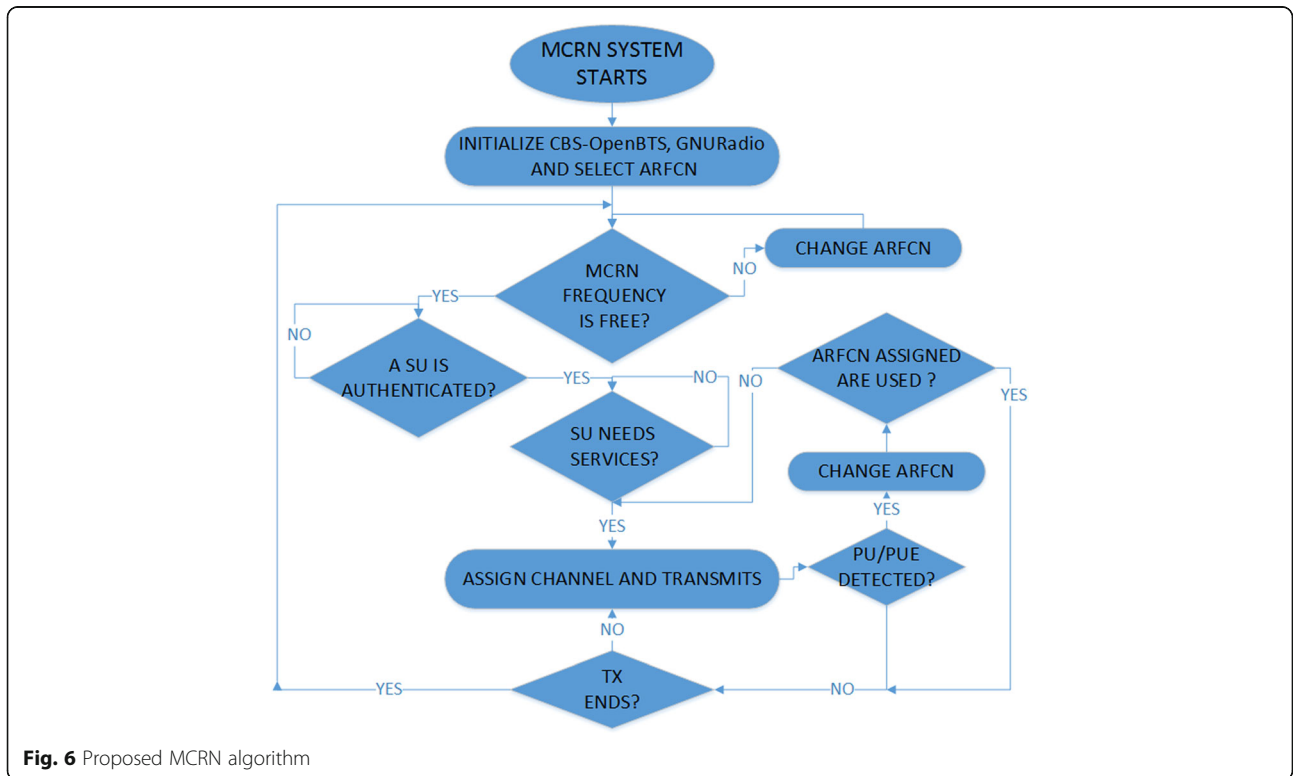 MCRN SYSTEM
STARTS
INITIALIZE CBS-OpenBTS, GNURadio
AND SELECT ARFCN
CHANGE ARFCN
NO
MCRN
FREQUENCY
IS FREE?
YES
NO
A SU IS
AUTHENTICATED?
YES
NO
SU NEEDS
SERVICES?
NO
ARFCN ASSIGNED
ARE USED ?
YES
CHANGE ARFCN
YES
YES
PU/PUE
DETECTED?
ASSIGN CHANNEL AND TRANSMITS
NO
TX
ENDS?
YES
NO
Fig. 6 Proposed MCRN algorithm